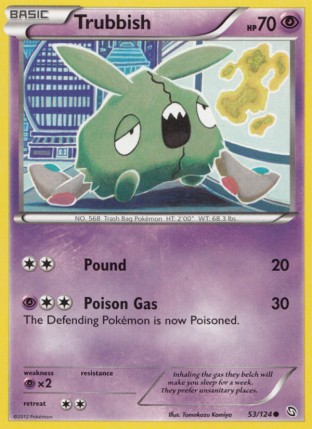 BASIC
Trubbish HP 70
NO. 568 Trash Bag Pokémon HT: 2'00" WT: 68.3 lbs
Pound 20
Poison Gas 30
The Defending Pokémon is now Poisoned.
weakness resistance
×2
retreat
Inhaling the gas they belch will
make you sleep for a week.
They prefer unsanitary places.
©2012 Pokémon Illus. Tomokazu Komiya 53/124